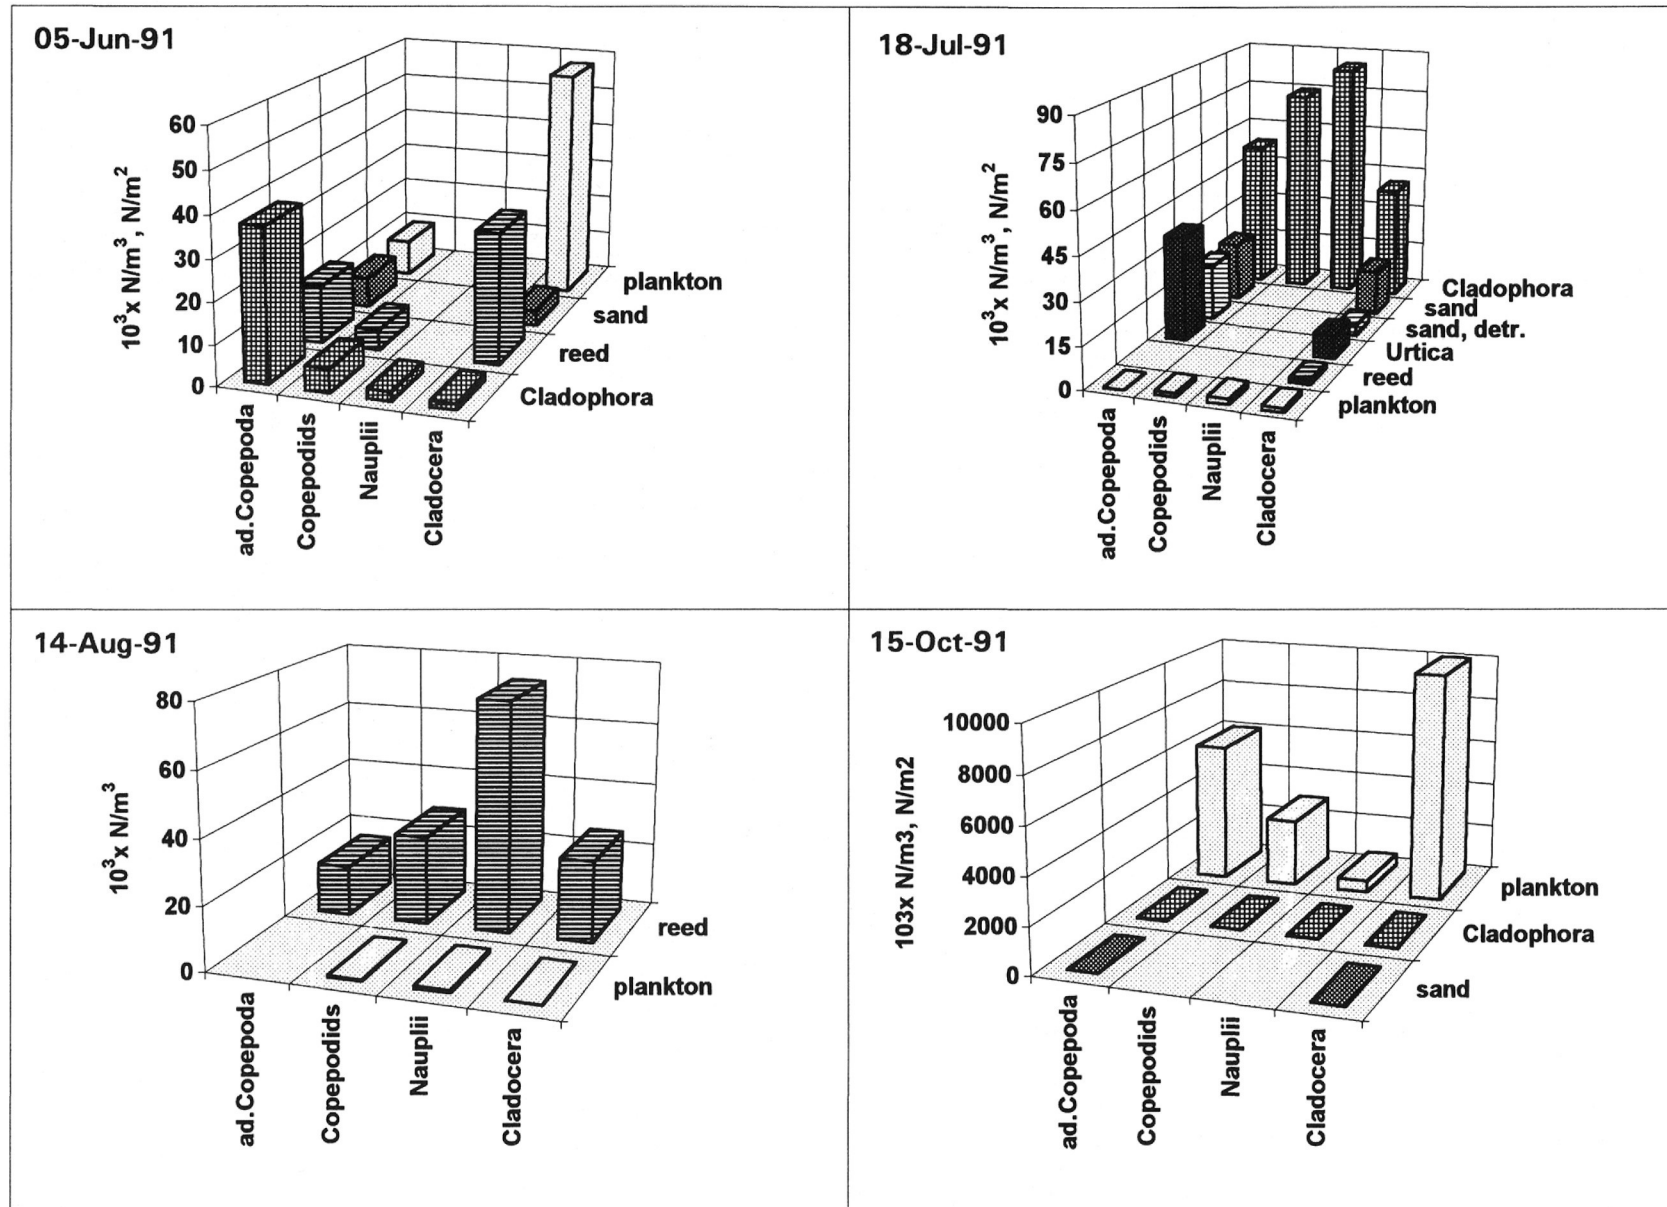 05-Jun-91
10³x N/m³, N/m²
60
50
40
30
20
10
0
plankton
sand
reed
Cladophora
ad.Copepoda
Copepodids
Nauplii
Cladocera
18-Jul-91
10³x N/m³, N/m²
90
75
60
45
30
15
0
Cladophora
sand
sand, detr.
Urtica
reed
plankton
ad.Copepoda
Copepodids
Nauplii
Cladocera
14-Aug-91
10³x N/m³
80
60
40
20
0
reed
plankton
ad.Copepoda
Copepodids
Nauplii
Cladocera
15-Oct-91
103x N/m3, N/m2
10000
8000
6000
4000
2000
0
plankton
Cladophora
sand
ad.Copepoda
Copepodids
Nauplii
Cladocera